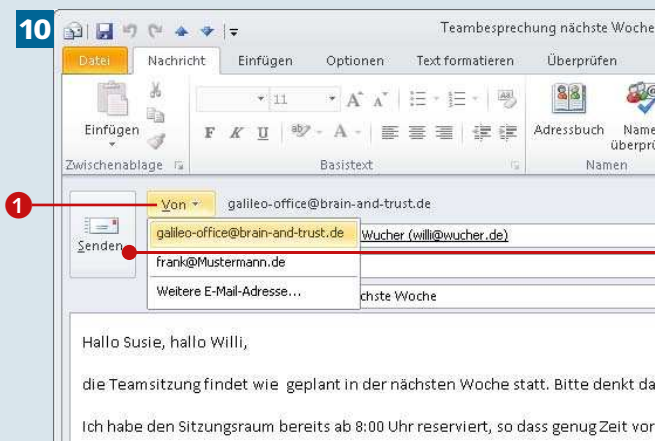 10
Teambesprechung nächste Woche
Datei Nachricht Einfügen Optionen Text formatieren Überprüfen
11
Einfügen
F K U
Adressbuch
Zwischenablage Basistext Namen
1
Von galileo-office@brain-and-trust.de
Senden
galileo-office@brain-and-trust.de Wucher (willi@wucher.de)
frank@Mustermann.de
Weitere E-Mail-Adresse... chste Woche
Hallo Susie, hallo Willi,
die Teamsitzung findet wie geplant in der nächsten Woche statt. Bitte denkt da
Ich habe den Sitzungsraum bereits ab 8:00 Uhr reserviert, so dass genug Zeit vor